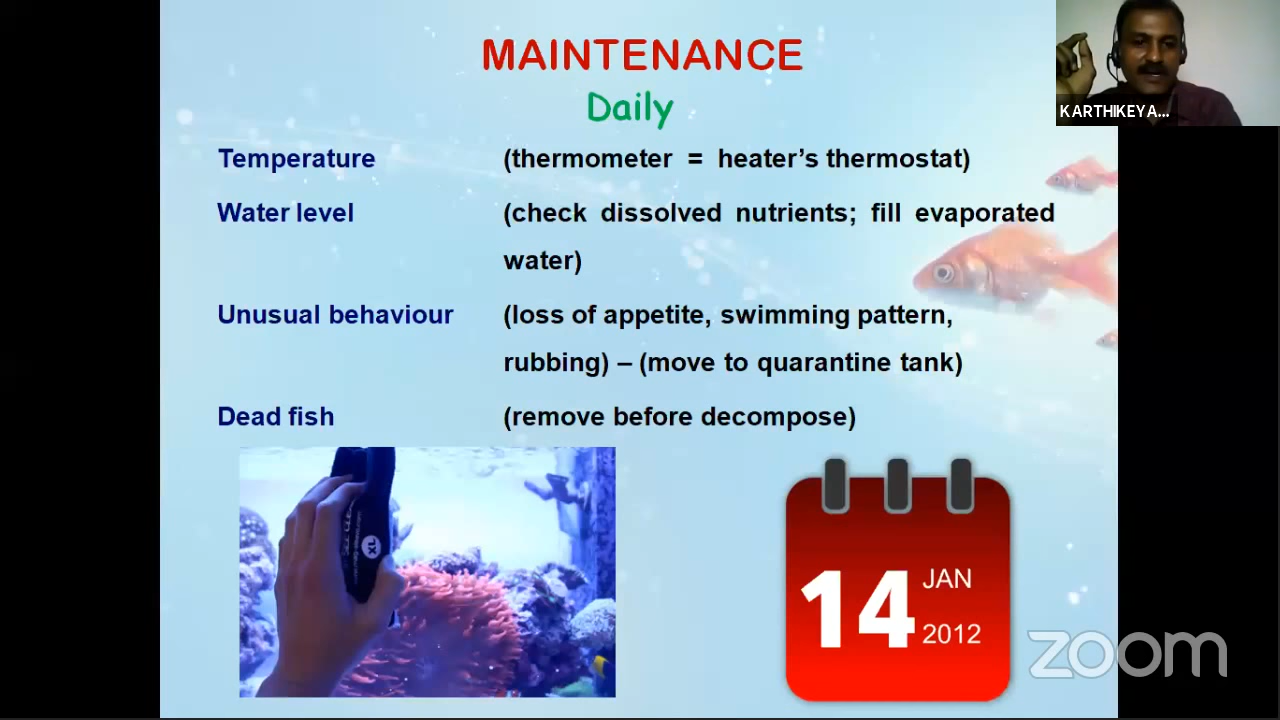 MAINTENANCE
Daily
KARTHIKEYA...
Temperature (thermometer = heater's thermostat)
Water level (check dissolved nutrients; fill evaporated
water)
Unusual behaviour (loss of appetite, swimming pattern,
rubbing) – (move to quarantine tank)
Dead fish (remove before decompose)
XL
14 JAN
2012
zoom